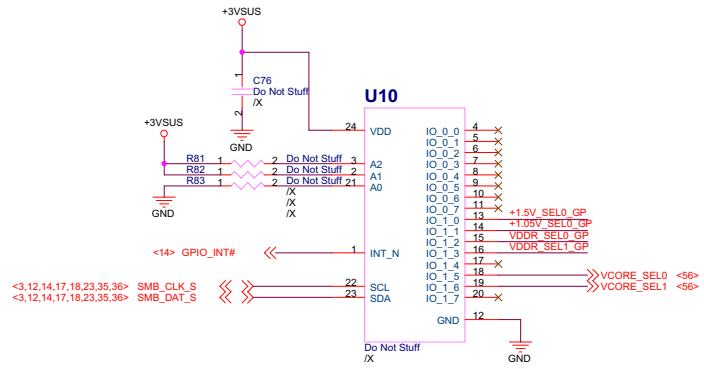 +3VSUS
1
C76
Do Not Stuff
/X
2
GND
U10
+3VSUS
24 VDD IO_0_0 4
IO_0_1 5
IO_0_2 6
R81 1 2 Do Not Stuff 3 A2 IO_0_3 7
R82 1 2 Do Not Stuff 2 A1 IO_0_4 8
R83 1 2 Do Not Stuff 21 A0 IO_0_5 9
/X IO_0_6 10
/X IO_0_7 11
/X
GND
IO_1_0 13 +1.5V_SEL0_GP
IO_1_1 14 +1.05V_SEL0_GP
IO_1_2 15 VDDR_SEL0_GP
<14> GPIO_INT# 1 INT_N IO_1_3 16 VDDR_SEL1_GP
IO_1_4 17
IO_1_5 18 VCORE_SEL0 <56>
<3,12,14,17,18,23,35,36> SMB_CLK_S 22 SCL IO_1_6 19 VCORE_SEL1 <56>
<3,12,14,17,18,23,35,36> SMB_DAT_S 23 SDA IO_1_7 20
GND 12
Do Not Stuff
/X
GND